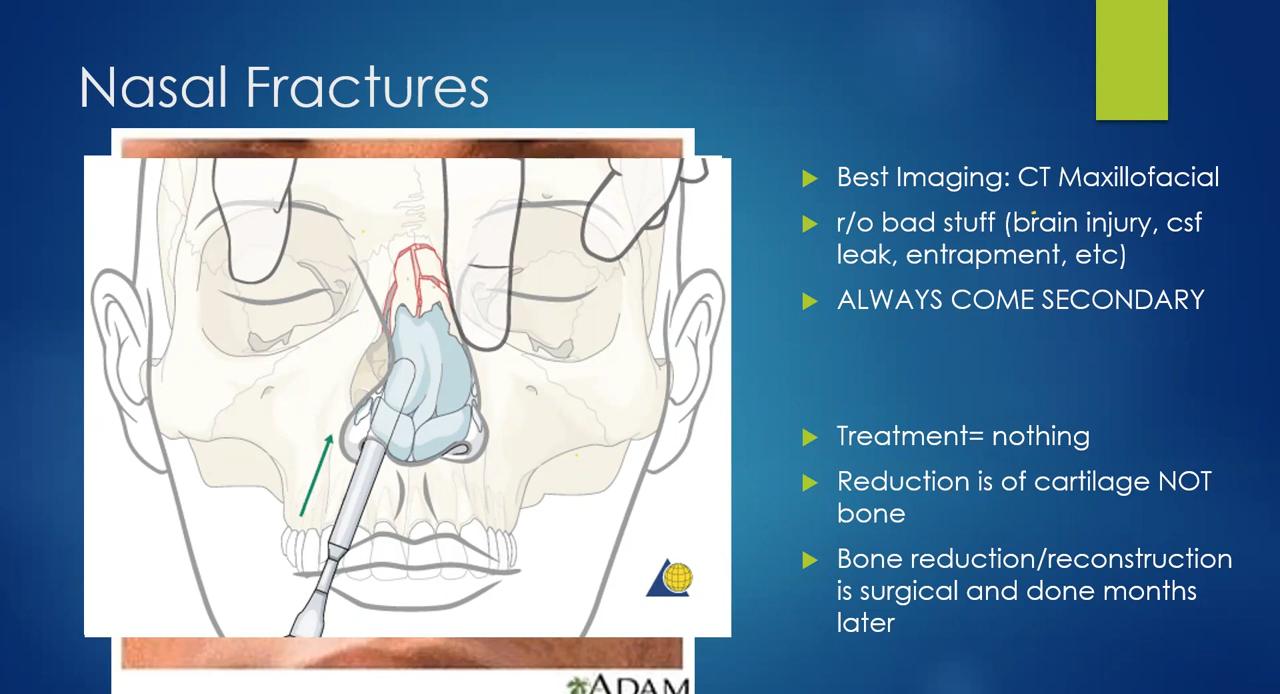 Nasal Fractures
Best Imaging: CT Maxillofacial
r/o bad stuff (brain injury, csf
leak, entrapment, etc)
ALWAYS COME SECONDARY
Treatment= nothing
Reduction is of cartilage NOT
bone
Bone reduction/reconstruction
is surgical and done months
later
ADAM